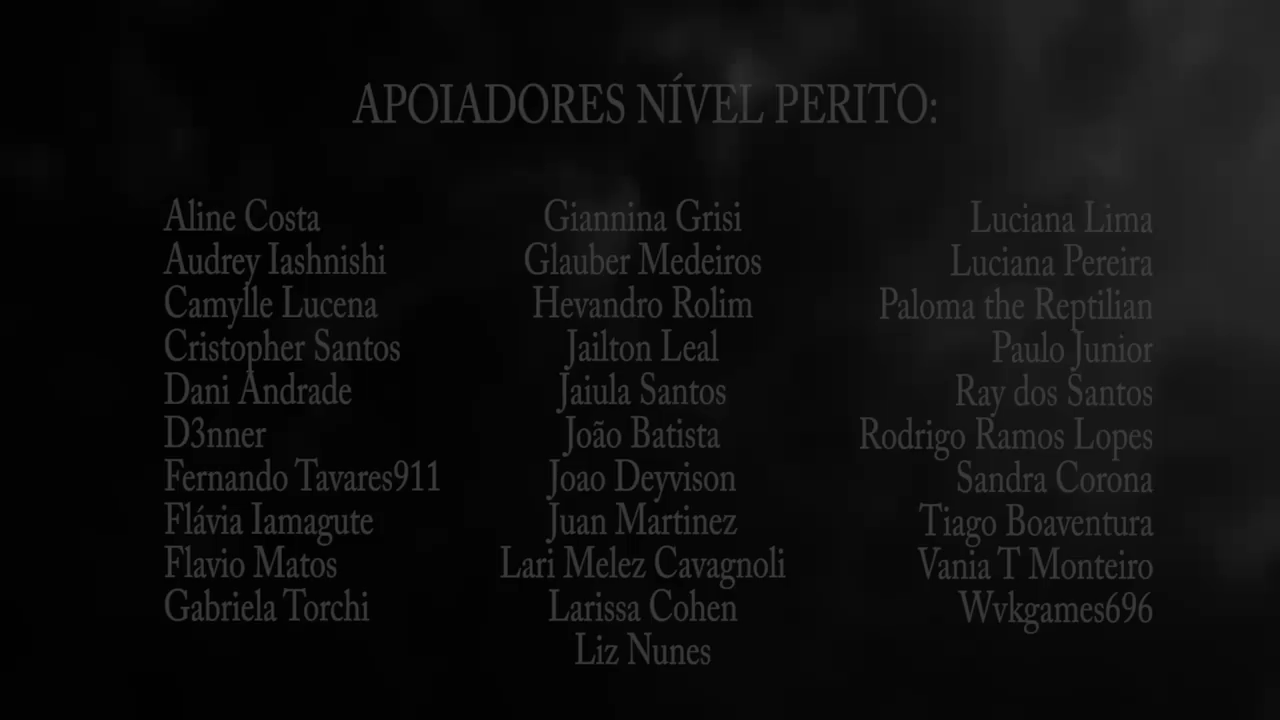 APOIADORES NÍVEL PERITO:
Aline Costa
Audrey Iashnishi
Camylle Lucena
Cristopher Santos
Dani Andrade
D3nner
Fernando Tavares911
Flávia Iamagute
Flavio Matos
Gabriela Torchi
Giannina Grisi
Glauber Medeiros
Hevandro Rolim
Jailton Leal
Jaiula Santos
João Batista
Joao Deyvison
Juan Martinez
Lari Melez Cavagnoli
Larissa Cohen
Liz Nunes
Luciana Lima
Luciana Pereira
Paloma the Reptilian
Paulo Junior
Ray dos Santos
Rodrigo Ramos Lopes
Sandra Corona
Tiago Boaventura
Vania T Monteiro
Wvkgames696